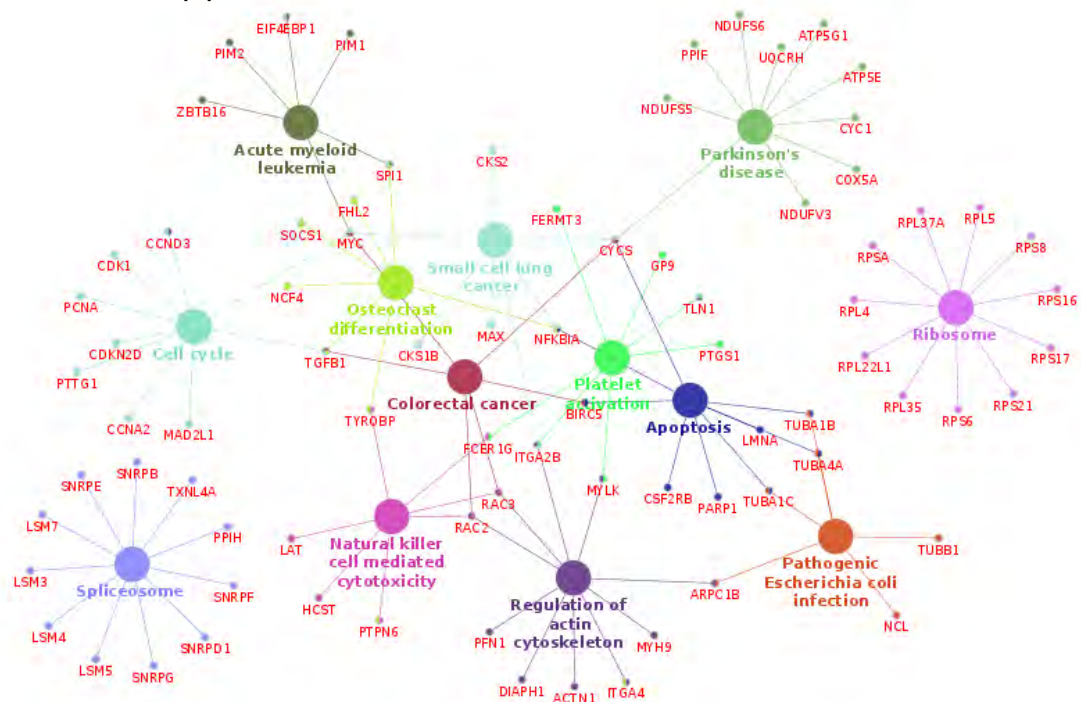 EIF4EBP1
PIM2
PIM1
ZBTB16
Acute myeloid
leukemia
SPI1
NDUFS6
ATP5G1
PPIF
UQCRH
ATP5E
NDUFS5
CYC1
Parkinson's
disease
COX5A
NDUFV3
CKS2
FHL2
FERMT3
SOCS1
MYC
CCND3
CYCS
Small cell lung
cancer
GP9
CDK1
NCF4
PCNA
TLN1
Osteoclast
differentiation
Cell cycle
MAX
NFKBIA
CDKN2D
CKS1B
TGFB1
PTGS1
PTTG1
Platelet
activation
Colorectal cancer
BIRC5
CCNA2
MAD2L1
TYROBP
Apoptosis
TUBA1B
FCER1G
ITGA2B
LMNA
TUBA4A
RPL37A
RPL5
RPSA
RPS8
RPL4
RPS16
Ribosome
RPL22L1
RPS17
RPL35
RPS6
RPS21
SNRPB
SNRPE
TXNL4A
LSM7
PPIH
LSM3
Spliceosome
SNRPF
LSM4
SNRPD1
LSM5
SNRPG
MYLK
CSF2RB
PARP1
TUBA1C
RAC3
RAC2
LAT
Natural killer
cell mediated
cytotoxicity
TUBB1
Pathogenic
Escherichia coli
infection
ARPC1B
HCST
Regulation of
actin
cytoskeleton
PTPN6
PFN1
MYH9
NCL
DIAPH1
ACTN1
ITGA4